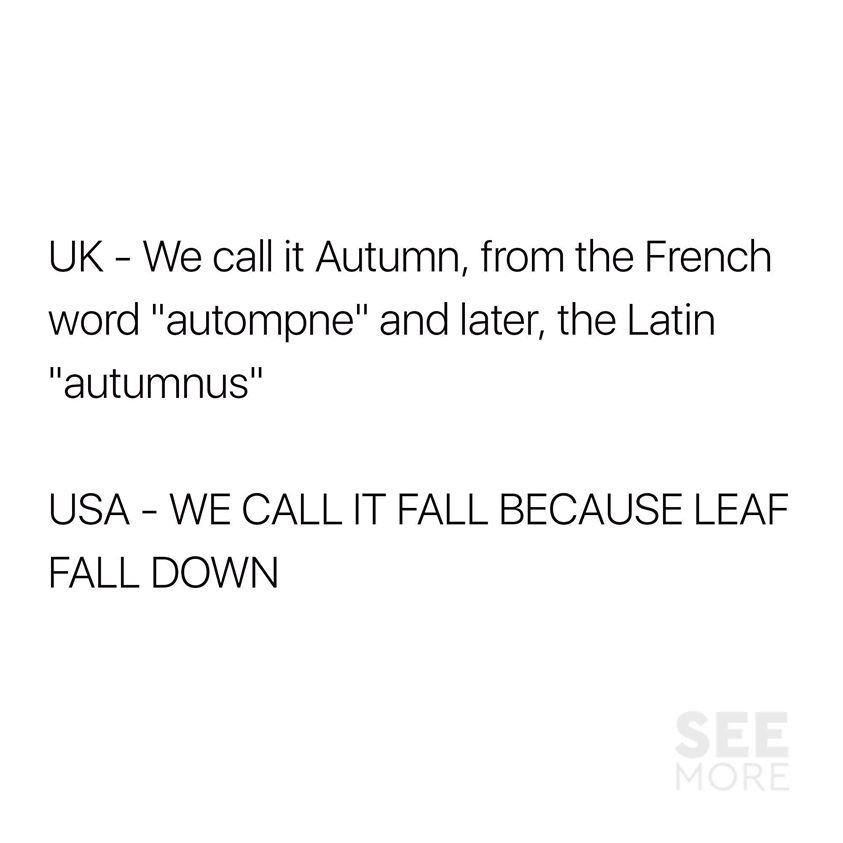 UK - We call it Autumn, from the French
word "autompne" and later, the Latin
"autumnus"
USA - WE CALL IT FALL BECAUSE LEAF
FALL DOWN
SEE
MORE